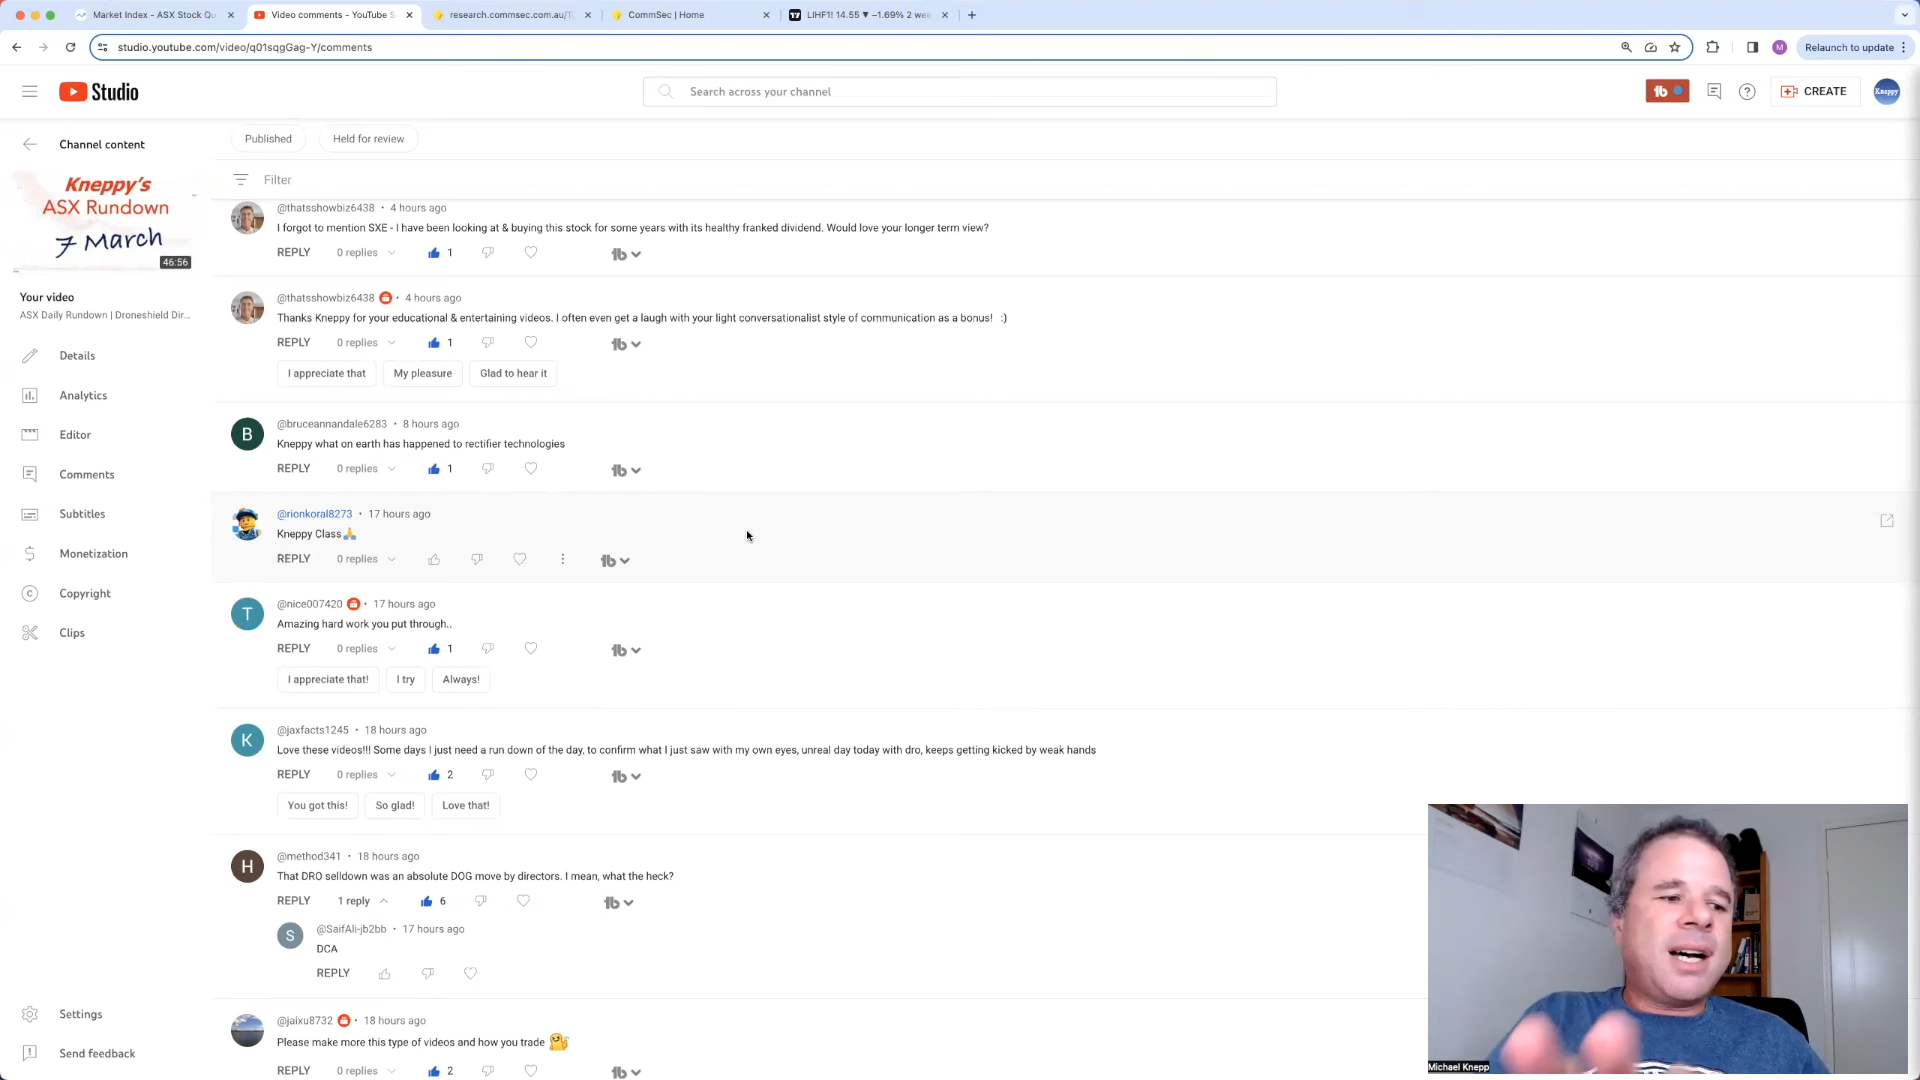 Market Index - ASX Stock Qu
Video comments - YouTube S
research.commsec.com.au/T
CommSec | Home
LIHF1! 14.55 ▼ −1.69% 2 we
studio.youtube.com/video/q01sqgGag-Y/comments
M
Relaunch to update
Studio
Search across your channel
CREATE
Kneppy
Channel content
Published
Held for review
Filter
Kneppy's
ASX Rundown
7 March
46:56
Your video
ASX Daily Rundown | Droneshield Dir...
Details
Analytics
Editor
Comments
Subtitles
Monetization
Copyright
Clips
Settings
Send feedback
@thatsshowbiz6438 • 4 hours ago
I forgot to mention SXE - I have been looking at & buying this stock for some years with its healthy franked dividend. Would love your longer term view?
REPLY 0 replies 1
@thatsshowbiz6438 • 4 hours ago
Thanks Kneppy for your educational & entertaining videos. I often even get a laugh with your light conversationalist style of communication as a bonus! :)
REPLY 0 replies 1
I appreciate that My pleasure Glad to hear it
B
@bruceannandale6283 • 8 hours ago
Kneppy what on earth has happened to rectifier technologies
REPLY 0 replies 1
@rionkoral8273 • 17 hours ago
Kneppy Class🙏
REPLY 0 replies
T
@nice007420 • 17 hours ago
Amazing hard work you put through..
REPLY 0 replies 1
I appreciate that! I try Always!
K
@jaxfacts1245 • 18 hours ago
Love these videos!!! Some days I just need a run down of the day, to confirm what I just saw with my own eyes, unreal day today with dro, keeps getting kicked by weak hands
REPLY 0 replies 2
You got this! So glad! Love that!
H
@method341 • 18 hours ago
That DRO selldown was an absolute DOG move by directors. I mean, what the heck?
REPLY 1 reply 6
S
@SaifAli-jb2bb • 17 hours ago
DCA
REPLY
@jaixu8732 • 18 hours ago
Please make more this type of videos and how you trade
REPLY 0 replies 2
Michael Knepp